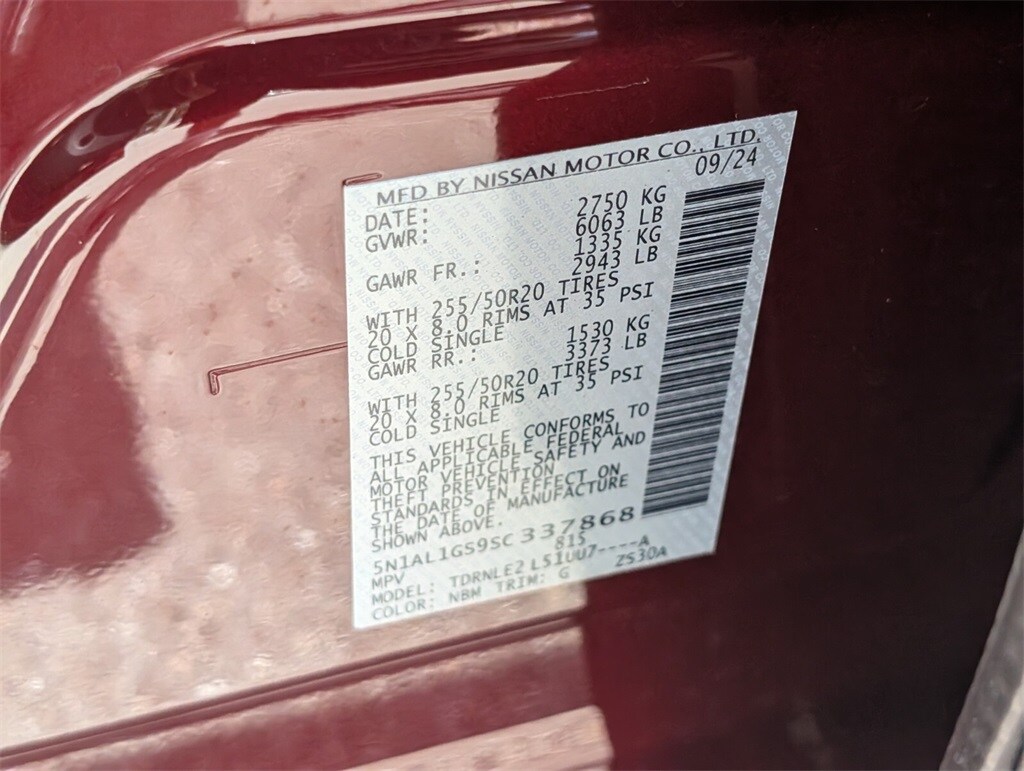 MFD BY NISSAN MOTOR CO., LTD.
DATE: 09/24
GVWR: 2750 KG
6063 LB
GAWR FR.: 1335 KG
2943 LB
WITH 255/50R20 TIRES
20 X 8.0 RIMS AT 35 PSI
COLD SINGLE
GAWR RR.: 1530 KG
3373 LB
WITH 255/50R20 TIRES
20 X 8.0 RIMS AT 35 PSI
COLD SINGLE
THIS VEHICLE CONFORMS TO
ALL APPLICABLE FEDERAL
MOTOR VEHICLE SAFETY AND
THEFT PREVENTION
STANDARDS IN EFFECT ON
THE DATE OF MANUFACTURE
SHOWN ABOVE.
5N1AL1GS9SC337868
MPV 815
MODEL: TDRNLE2 LS1UU7----A
COLOR: NBM TRIM: G ZS30A